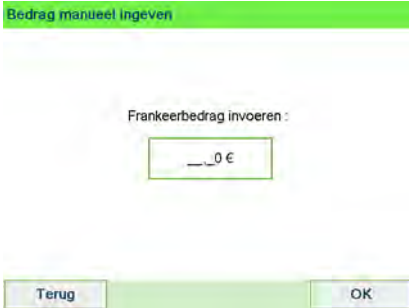 Bedrag manueel ingeven
Frankeerbedrag invoeren :
__._0 €
Terug
OK